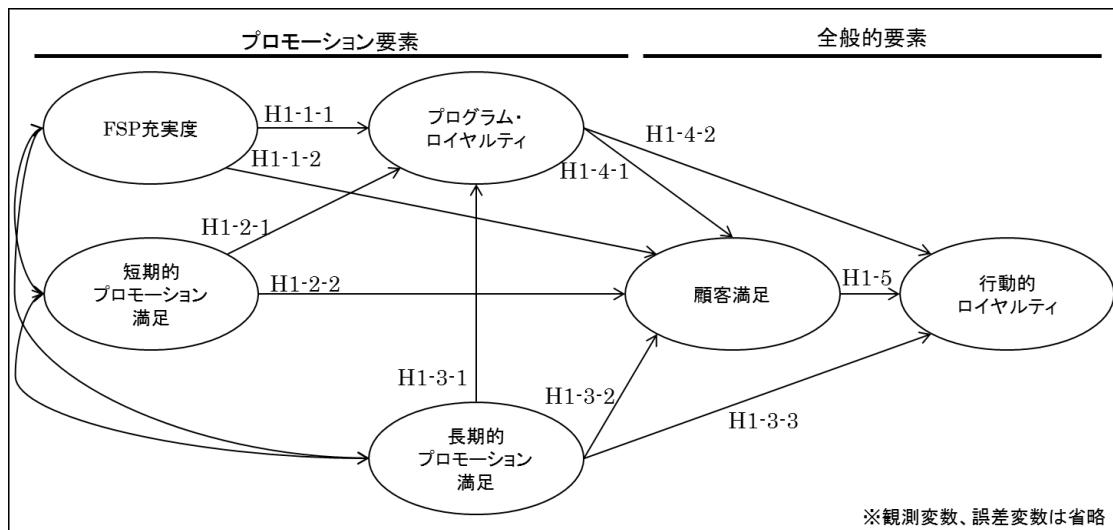 プロモーション要素
全般的要素
FSP充実度
H1-1-1
プログラム・
ロイヤルティ
H1-1-2
H1-4-1
H1-4-2
H1-2-1
短期的
プロモーション
満足
H1-2-2
顧客満足
H1-5
行動的
ロイヤルティ
H1-3-1
H1-3-2
H1-3-3
長期的
プロモーション
満足
※観測変数、誤差変数は省略